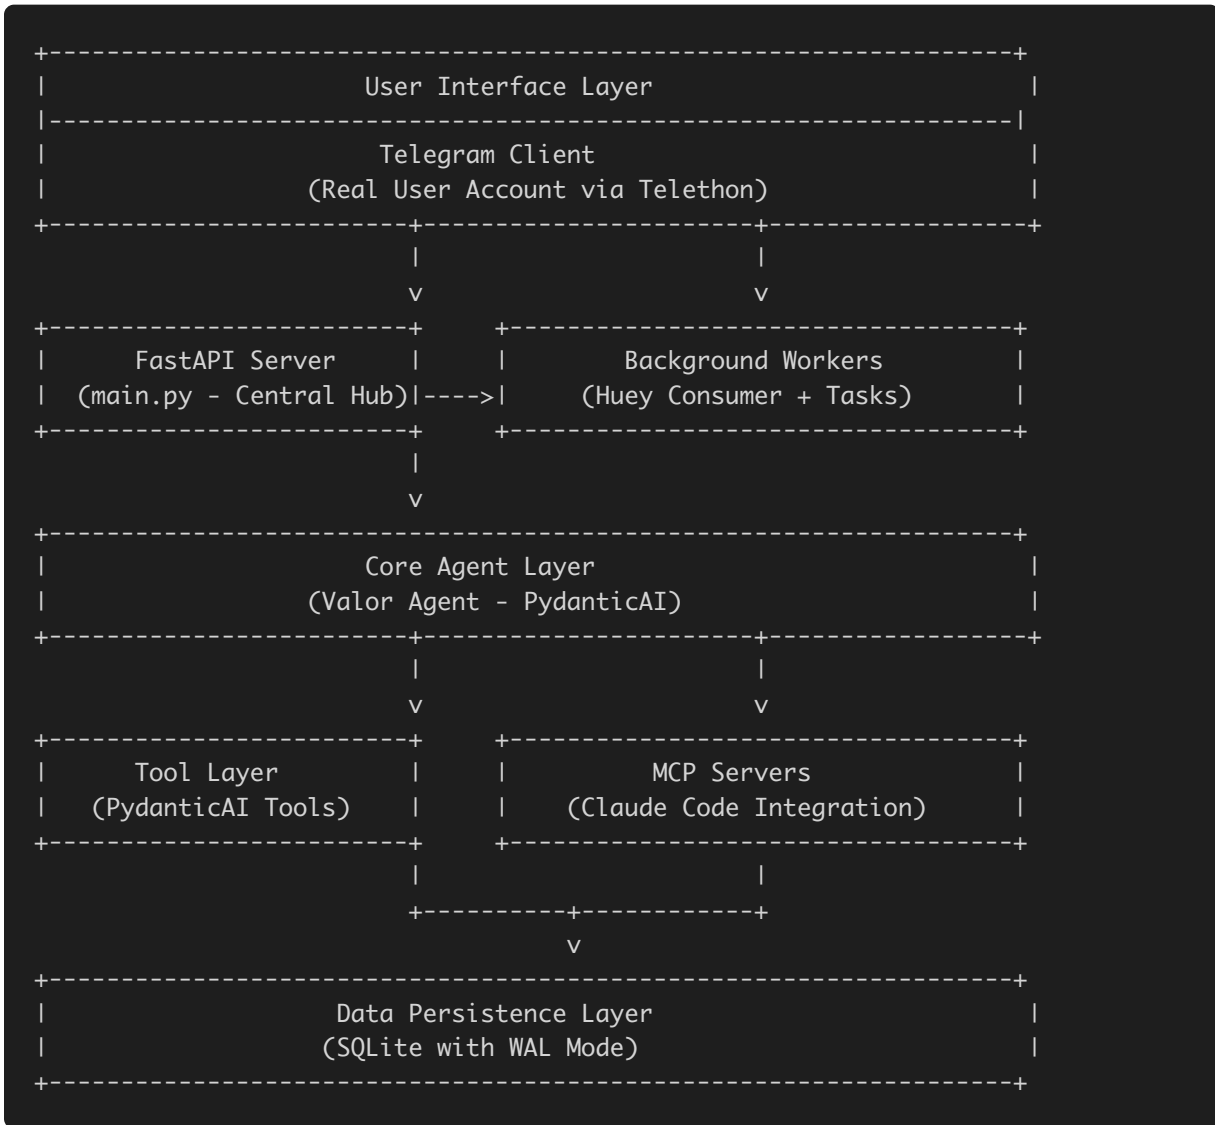 +-------------------------------------------------------------------+
|                      User Interface Layer                          |
|-------------------------------------------------------------------|
|                       Telegram Client                              |
|                  (Real User Account via Telethon)                  |
+-------------------------+-----------------------+------------------+
                          |                       |
                          v                       v
+-------------------------+     +-----------------------------------+
|      FastAPI Server     |     |        Background Workers         |
|  (main.py - Central Hub)|---->|     (Huey Consumer + Tasks)       |
+-------------------------+     +-----------------------------------+
                          |
                          v
+-------------------------------------------------------------------+
|                      Core Agent Layer                              |
|                  (Valor Agent - PydanticAI)                        |
+-------------------------+-----------------------+------------------+
                          |                       |
                          v                       v
+-------------------------+     +-----------------------------------+
|      Tool Layer         |     |          MCP Servers              |
|   (PydanticAI Tools)    |     |    (Claude Code Integration)      |
+-------------------------+     +-----------------------------------+
                          |                       |
                          +----------+------------+
                                     v
+-------------------------------------------------------------------+
|                    Data Persistence Layer                          |
|                   (SQLite with WAL Mode)                           |
+-------------------------------------------------------------------+